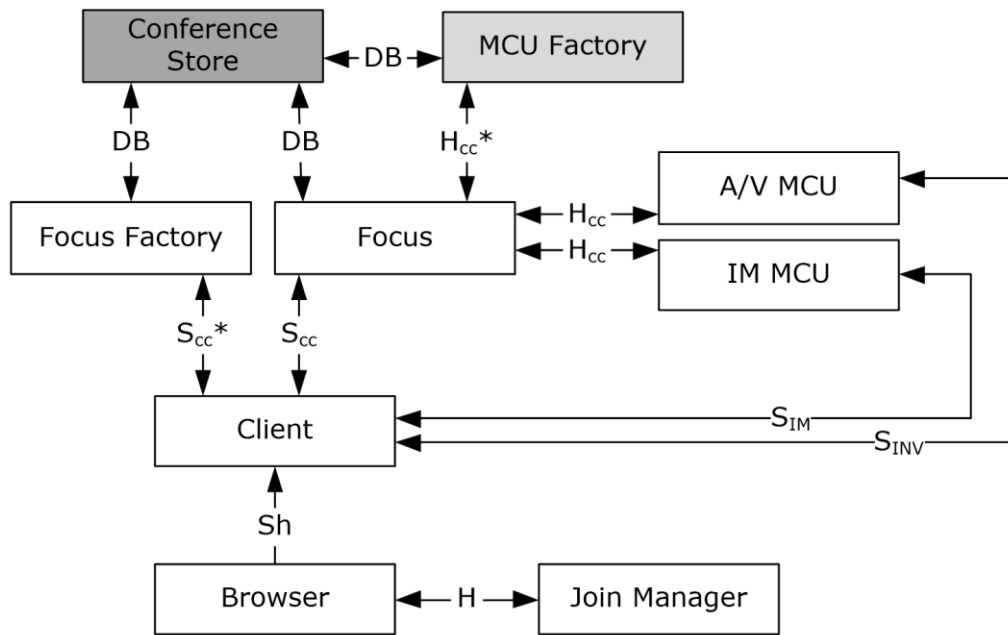 Conference
Store
DB
MCU Factory
DB
DB
Hcc*
A/V MCU
Focus Factory
Focus
Hcc
Hcc
IM MCU
Scc*
Scc
Client
SIM
SINV
Sh
Browser
H
Join Manager